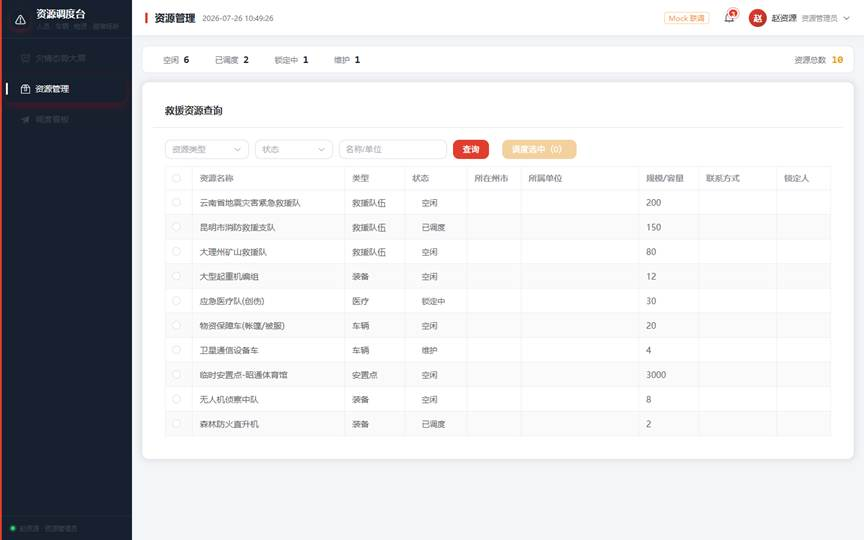 资源调度台
资源管理 2026-07-26 10:49:26 Mock 联调 赵 赵资源 资源管理员
灾情态势大屏
资源管理
调度看板
空闲 6 已调度 2 锁定中 1 维护 1 资源总数 10
救援资源查询
资源类型 状态 名称/单位 查询 调度选中（0）
资源名称 类型 状态 所在州市 所属单位 规模/容量 联系方式 锁定人
云南省地震灾害紧急救援队 救援队伍 空闲 200
昆明市消防救援支队 救援队伍 已调度 150
大理州矿山救援队 救援队伍 空闲 80
大型起重机编组 装备 空闲 12
应急医疗队(创伤) 医疗 锁定中 30
物资保障车(帐篷/被服) 车辆 空闲 20
卫星通信设备车 车辆 维护 4
临时安置点-昭通体育馆 安置点 空闲 3000
无人机侦察中队 装备 空闲 8
森林防火直升机 装备 已调度 2
赵资源 · 资源管理员